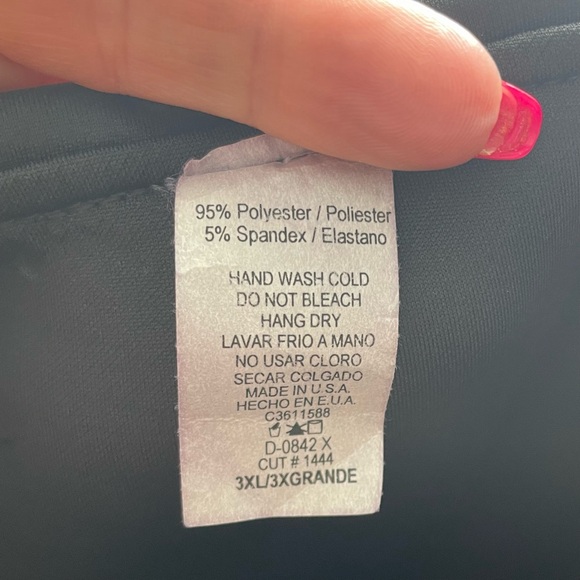 95% Polyester / Poliester
5% Spandex / Elastano
HAND WASH COLD
DO NOT BLEACH
HANG DRY
LAVAR FRIO A MANO
NO USAR CLORO
SECAR COLGADO
MADE IN U.S.A.
HECHO EN E.U.A.
C3611588
D-0842 X
CUT # 1444
3XL/3XGRANDE